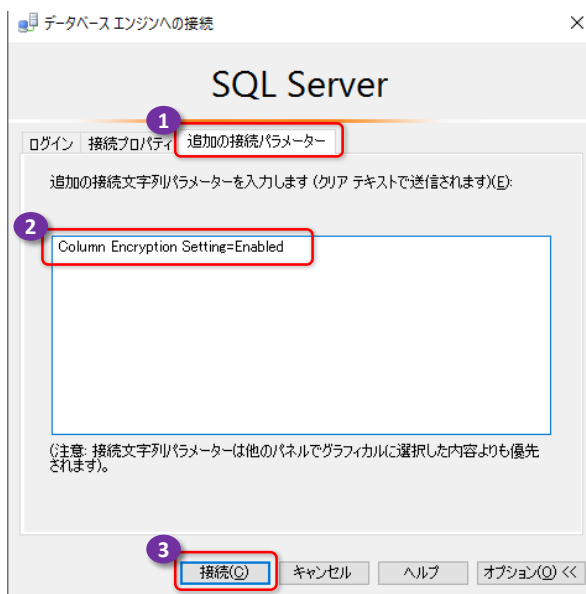 データベース エンジンへの接続
×
SQL Server
1
ログイン 接続プロパティ 追加の接続パラメーター
追加の接続文字列パラメーターを入力します (クリア テキストで送信されます)(E):
2
Column Encryption Setting=Enabled
(注意: 接続文字列パラメーターは他のパネルでグラフィカルに選択した内容よりも優先
されます)。
3
接続(C) キャンセル ヘルプ オプション(O) <<